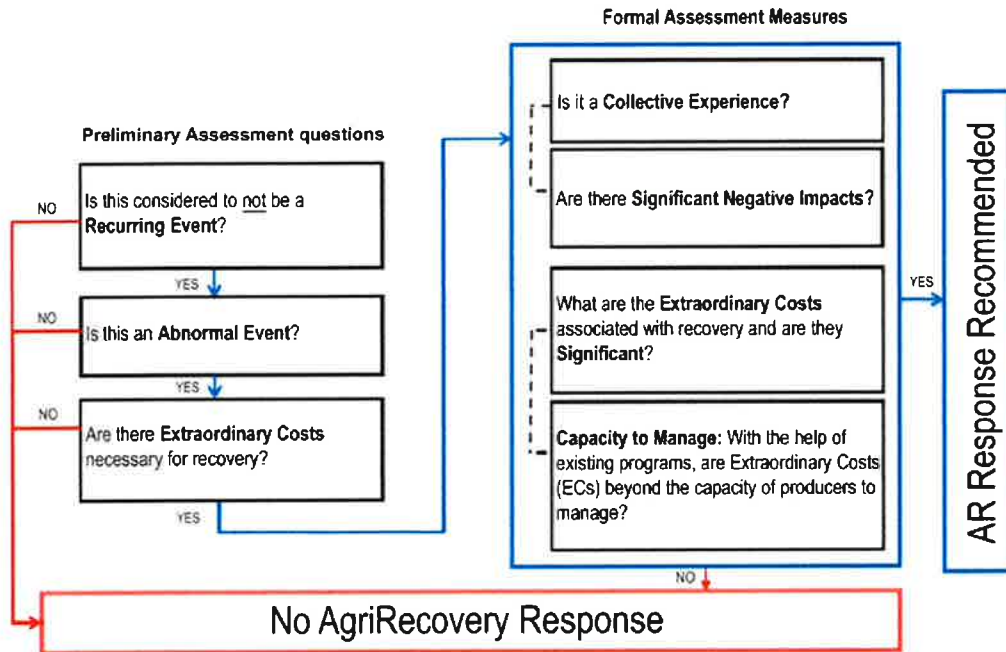 Formal Assessment Measures
Preliminary Assessment questions
Is this considered to not be a
Recurring Event?
NO
YES
Is this an Abnormal Event?
NO
YES
Are there Extraordinary Costs
necessary for recovery?
NO
YES
Is it a Collective Experience?
Are there Significant Negative Impacts?
What are the Extraordinary Costs
associated with recovery and are they
Significant?
Capacity to Manage: With the help of
existing programs, are Extraordinary Costs
(ECs) beyond the capacity of producers to
manage?
YES
AR Response Recommended
NO
No AgriRecovery Response